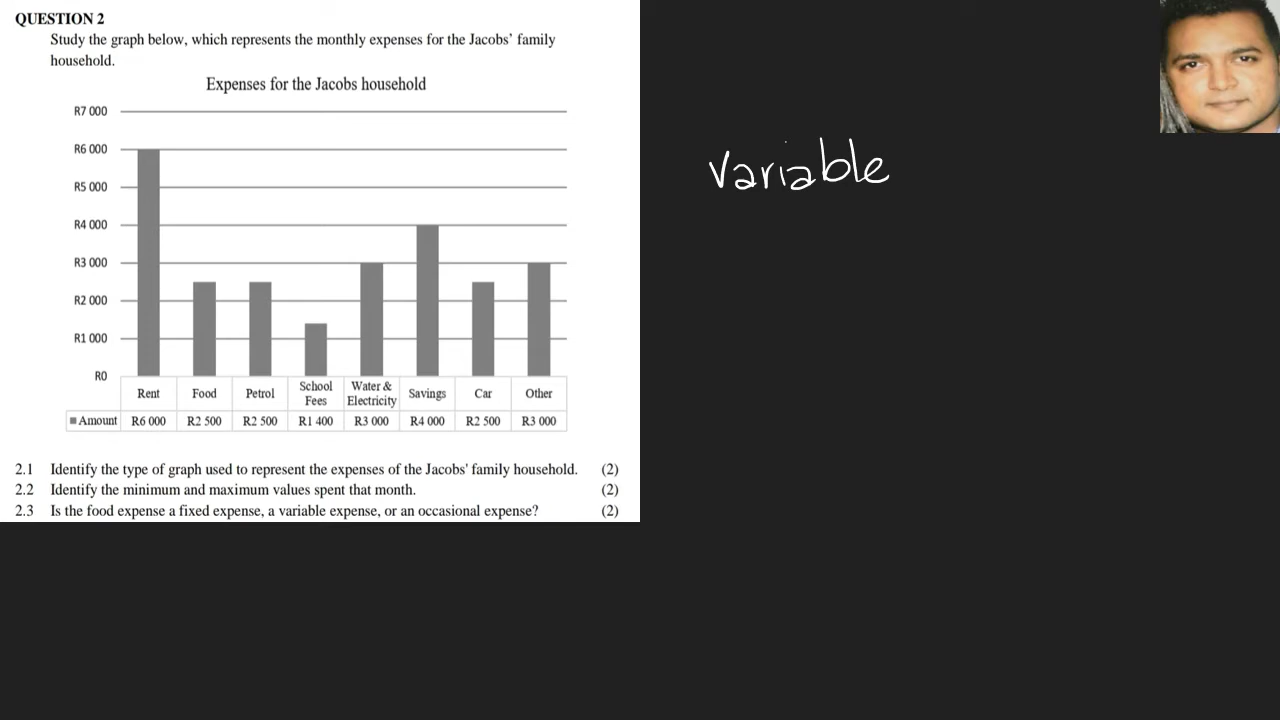 QUESTION 2
Study the graph below, which represents the monthly expenses for the Jacobs’ family
household.
Expenses for the Jacobs household
R7 000
R6 000
R5 000
R4 000
R3 000
R2 000
R1 000
R0
Rent Food Petrol School Fees Water & Electricity Savings Car Other
Amount R6 000 R2 500 R2 500 R1 400 R3 000 R4 000 R2 500 R3 000
2.1 Identify the type of graph used to represent the expenses of the Jacobs' family household. (2)
2.2 Identify the minimum and maximum values spent that month. (2)
2.3 Is the food expense a fixed expense, a variable expense, or an occasional expense? (2)
variable